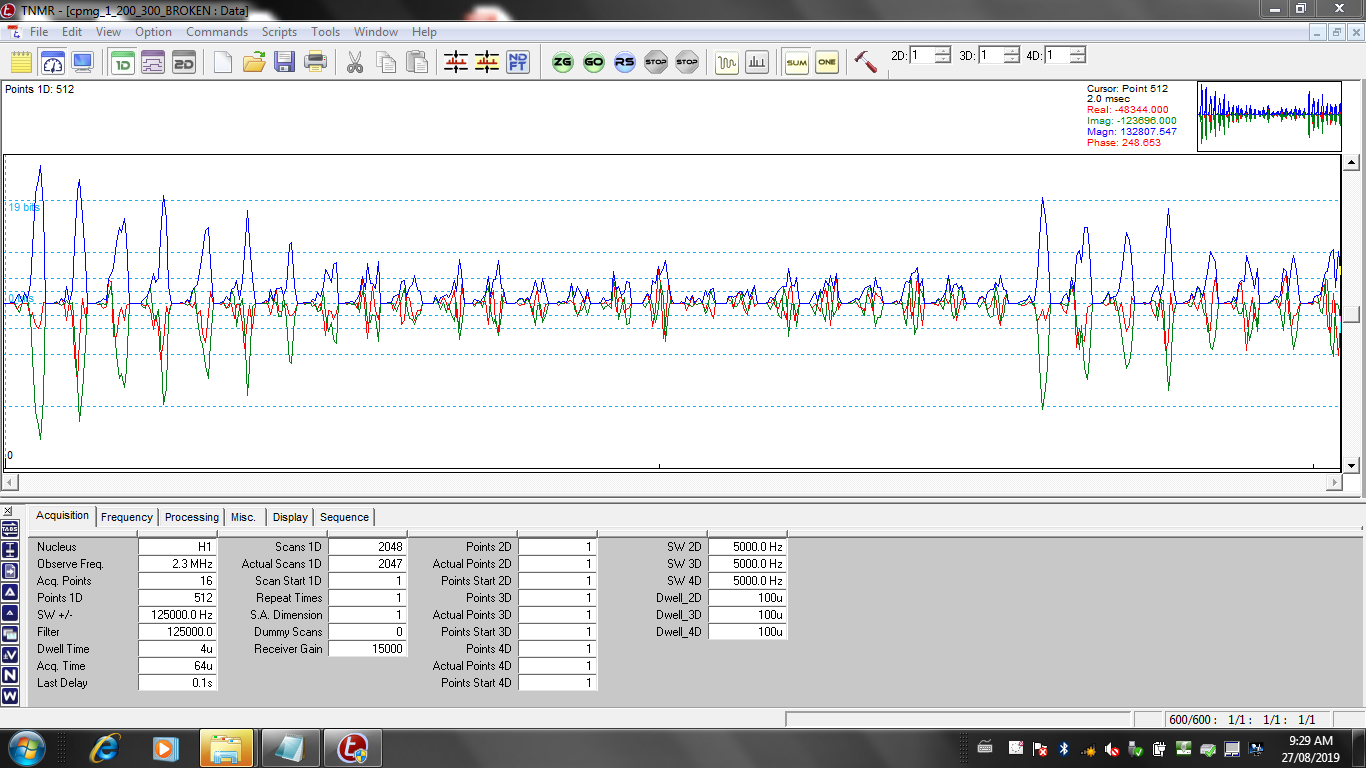 TNMR - [cpmg_1_200_300_BROKEN : Data]
File Edit View Option Commands Scripts Tools Window Help
1D 2D ND FT ZG GO RS STOP STOP SUM ONE 2D: 1 3D: 1 4D: 1
Points 1D: 512
Cursor: Point 512
2.0 msec
Real: -48344.000
Imag: -123696.000
Magn: 132807.547
Phase: 248.653
19 bits
0
Acquisition Frequency Processing Misc. Display Sequence
TABS
Nucleus H1 Scans 1D 2048 Points 2D 1 SW 2D 5000.0 Hz
Observe Freq. 2.3 MHz Actual Scans 1D 2047 Actual Points 2D 1 SW 3D 5000.0 Hz
Acq. Points 16 Scan Start 1D 1 Points Start 2D 1 SW 4D 5000.0 Hz
Points 1D 512 Repeat Times 1 Points 3D 1 Dwell_2D 100u
SW +/- 125000.0 Hz S.A. Dimension 1 Actual Points 3D 1 Dwell_3D 100u
Filter 125000.0 Dummy Scans 0 Points Start 3D 1 Dwell_4D 100u
Dwell Time 4u Receiver Gain 15000 Points 4D 1
Acq. Time 64u Actual Points 4D 1
Last Delay 0.1s Points Start 4D 1
N
W
600/600 : 1/1 : 1/1 : 1/1
9:29 AM
27/08/2019